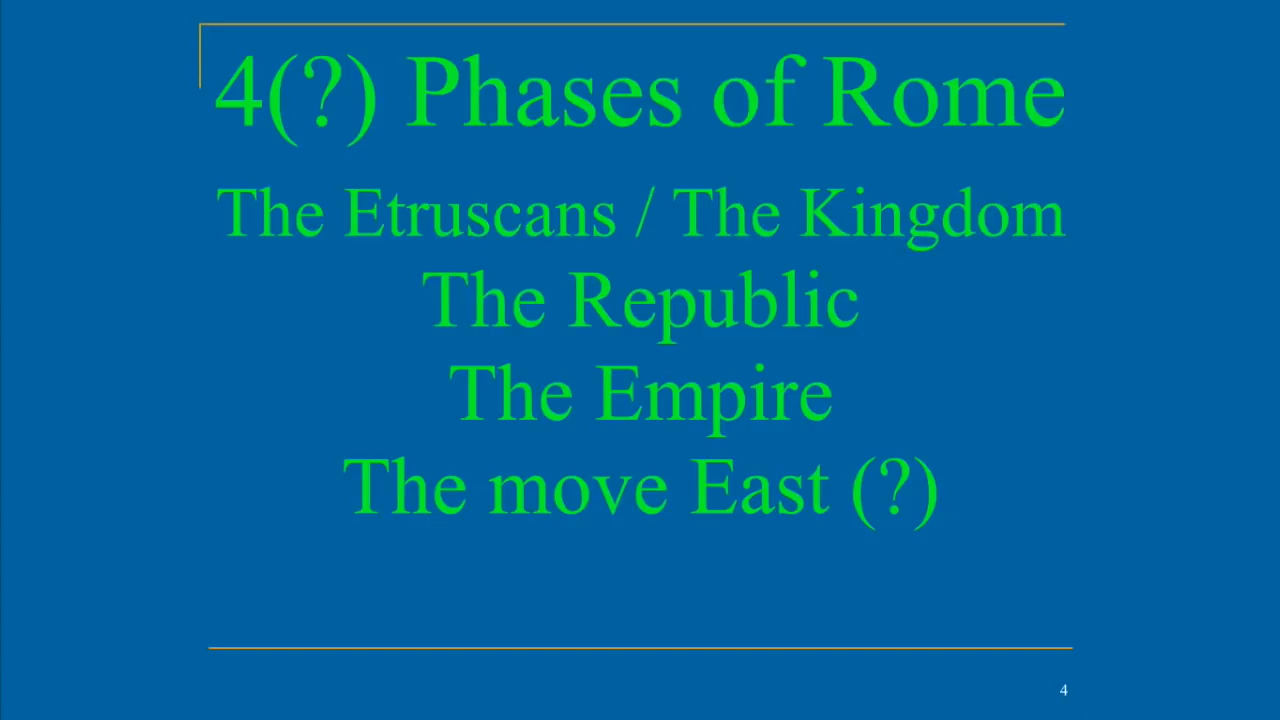 4(?) Phases of Rome
The Etruscans / The Kingdom
The Republic
The Empire
The move East (?)
4